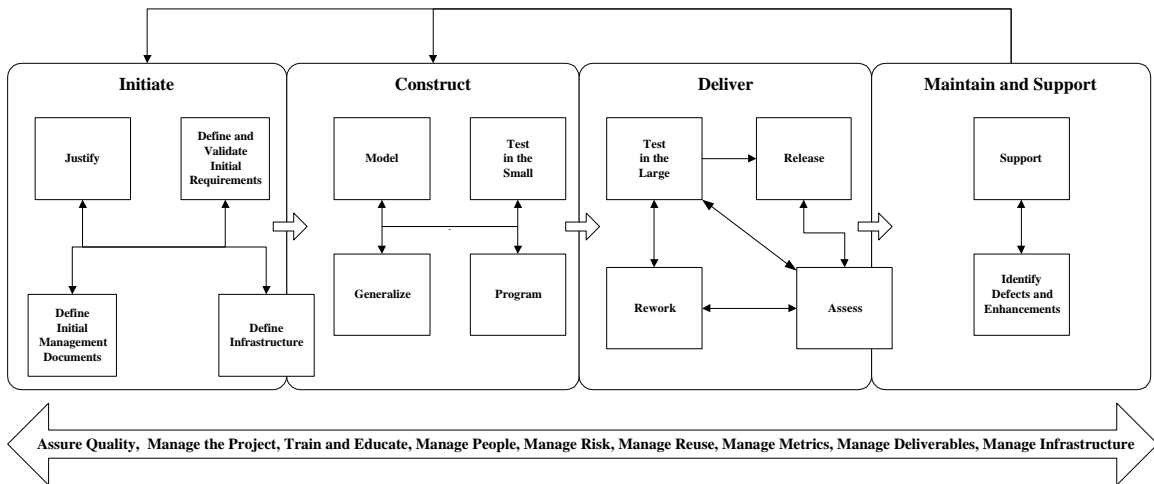 Initiate
Justify
Define and
Validate
Initial
Requirements
Define
Initial
Management
Documents
Define
Infrastructure
Construct
Model
Test
in the
Small
Generalize
Program
Deliver
Test
in the
Large
Release
Rework
Assess
Maintain and Support
Support
Identify
Defects and
Enhancements
Assure Quality,  Manage the Project, Train and Educate, Manage People, Manage Risk, Manage Reuse, Manage Metrics, Manage Deliverables, Manage Infrastructure